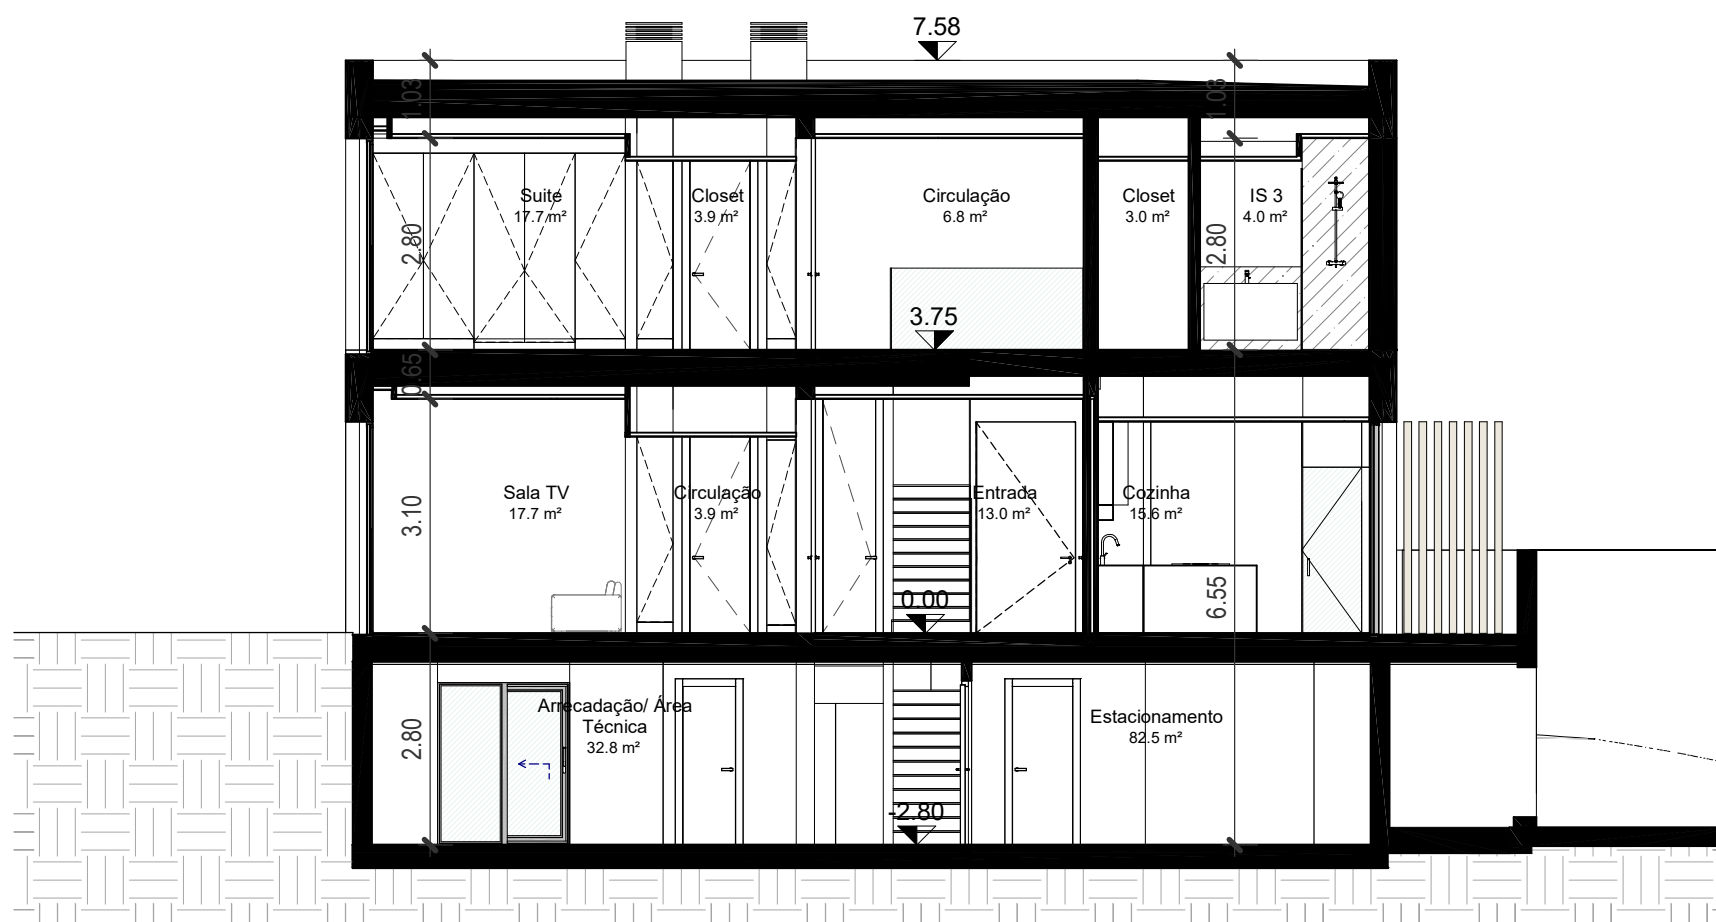 7.58
1.03
1.03
Suite
17.7 m²
Closet
3.9 m²
Circulação
6.8 m²
Closet
3.0 m²
IS 3
4.0 m²
2.80
2.80
3.75
0.65
Sala TV
17.7 m²
Circulação
3.9 m²
Entrada
13.0 m²
Cozinha
15.6 m²
3.10
6.55
0.00
Arrecadação/ Área
Técnica
32.8 m²
Estacionamento
82.5 m²
2.80
-2.80